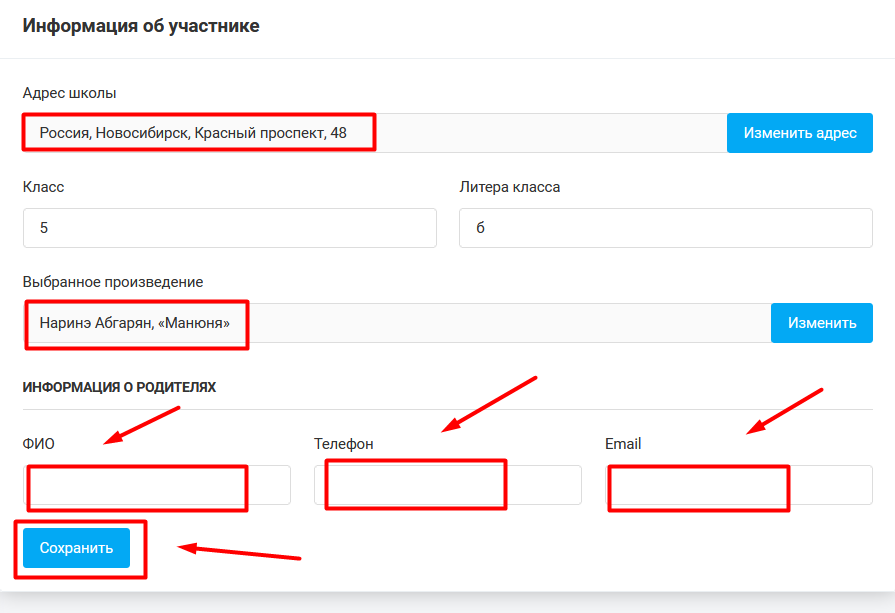 Информация об участнике
Адрес школы
Россия, Новосибирск, Красный проспект, 48
Изменить адрес
Класс
Литера класса
5
б
Выбранное произведение
Наринэ Абгарян, «Манюня»
Изменить
ИНФОРМАЦИЯ О РОДИТЕЛЯХ
ФИО
Телефон
Email
Сохранить